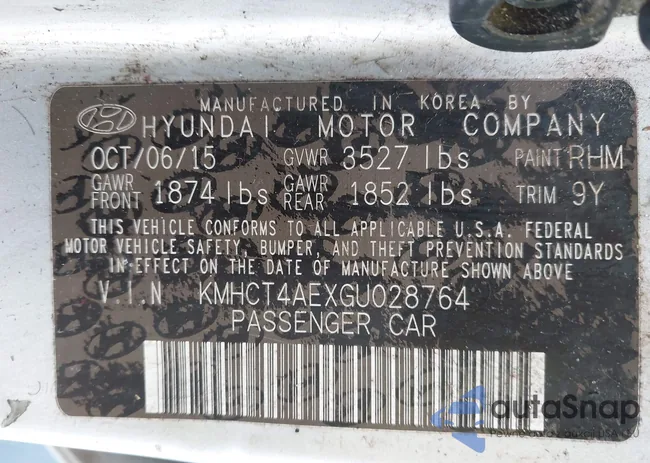 MANUFACTURED IN KOREA BY
HYUNDAI MOTOR COMPANY
OCT/06/15 GVWR 3527 lbs PAINT RHM
GAWR FRONT 1874 lbs GAWR REAR 1852 lbs TRIM 9Y
THIS VEHICLE CONFORMS TO ALL APPLICABLE U.S.A. FEDERAL
MOTOR VEHICLE SAFETY, BUMPER, AND THEFT PREVENTION STANDARDS
IN EFFECT ON THE DATE OF MANUFACTURE SHOWN ABOVE
V.I.N KMHCT4AEXGU028764
PASSENGER CAR
autaSnap